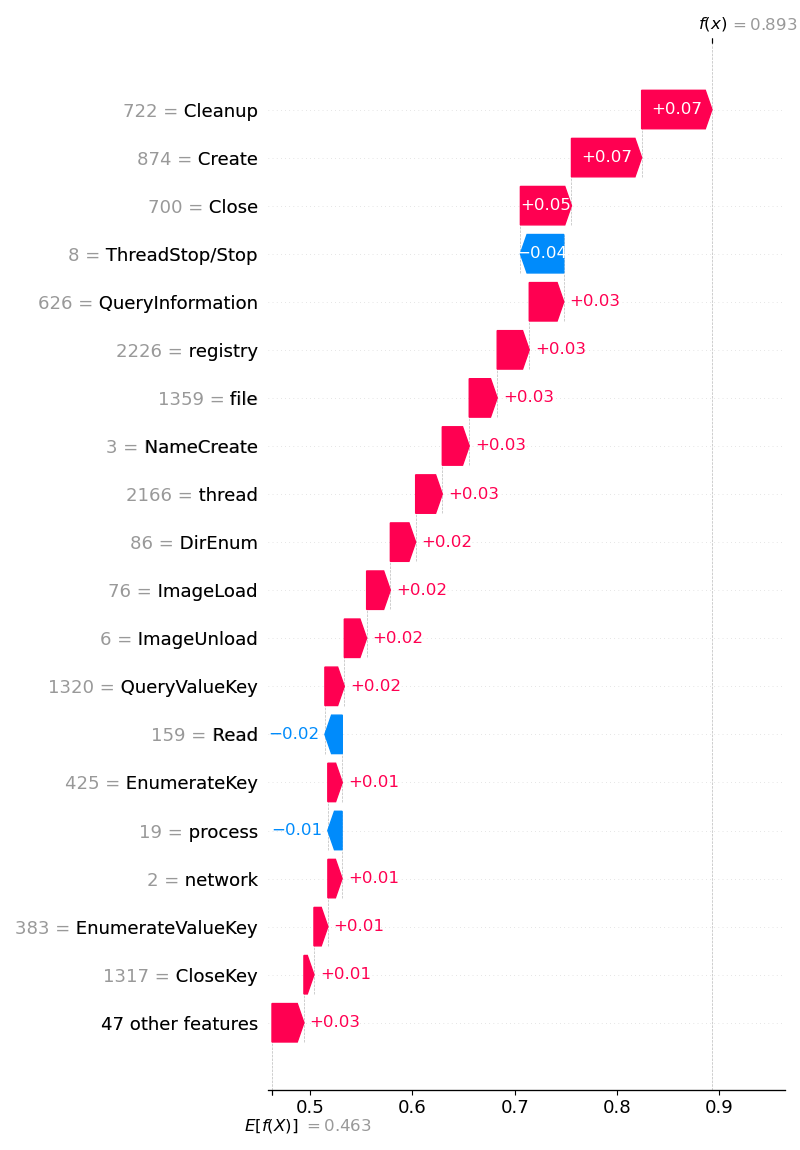 f(x) = 0.893
722 = Cleanup +0.07
874 = Create +0.07
700 = Close +0.05
8 = ThreadStop/Stop −0.04
626 = QueryInformation +0.03
2226 = registry +0.03
1359 = file +0.03
3 = NameCreate +0.03
2166 = thread +0.03
86 = DirEnum +0.02
76 = ImageLoad +0.02
6 = ImageUnload +0.02
1320 = QueryValueKey +0.02
159 = Read −0.02
425 = EnumerateKey +0.01
19 = process −0.01
2 = network +0.01
383 = EnumerateValueKey +0.01
1317 = CloseKey +0.01
47 other features +0.03
0.5 0.6 0.7 0.8 0.9
E[f(X)] = 0.463